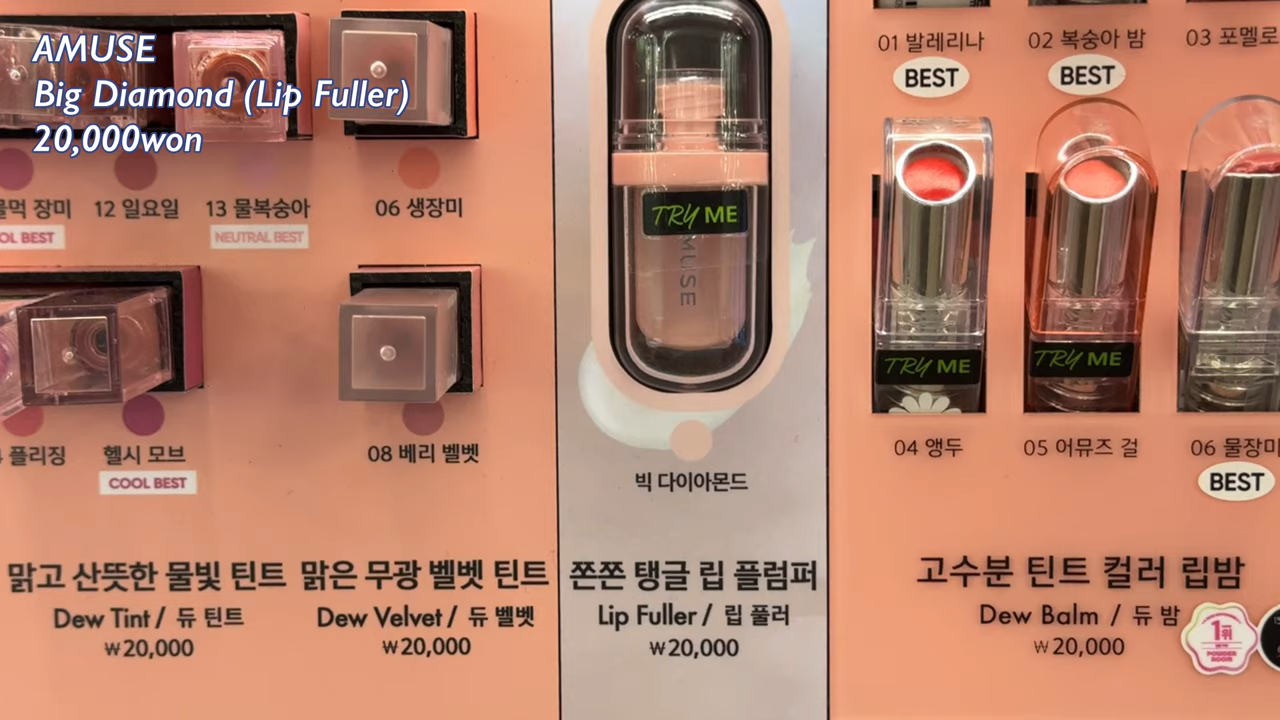 AMUSE
Big Diamond (Lip Fuller)
20,000won
12 일요일
13 물복숭아
NEUTRAL BEST
06 생장미
장미
BEST
플리징
헬시 모브
COOL BEST
08 베리 벨벳
맑고 산뜻한 물빛 틴트
Dew Tint / 듀 틴트
₩20,000
맑은 무광 벨벳 틴트
Dew Velvet / 듀 벨벳
₩20,000
TRY ME
MUSE
빅 다이아몬드
쫀쫀 탱글 립 플럼퍼
Lip Fuller / 립 풀러
₩20,000
01 발레리나
BEST
02 복숭아 밤
BEST
03 포멜로
TRY ME
TRY ME
04 앵두
05 어뮤즈 걸
06 물장미
BEST
고수분 틴트 컬러 립밤
Dew Balm / 듀 밤
₩20,000
1위
POWDER
ROOM